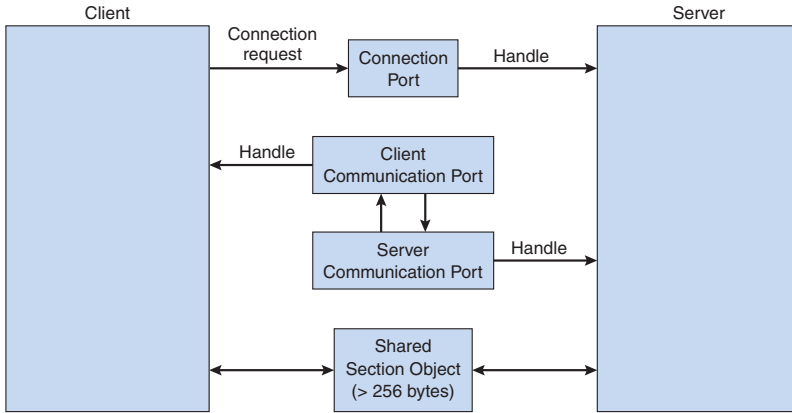 Client
Server
Connection
request
Connection
Port
Handle
Handle
Client
Communication Port
Server
Communication Port
Handle
Shared
Section Object
(> 256 bytes)